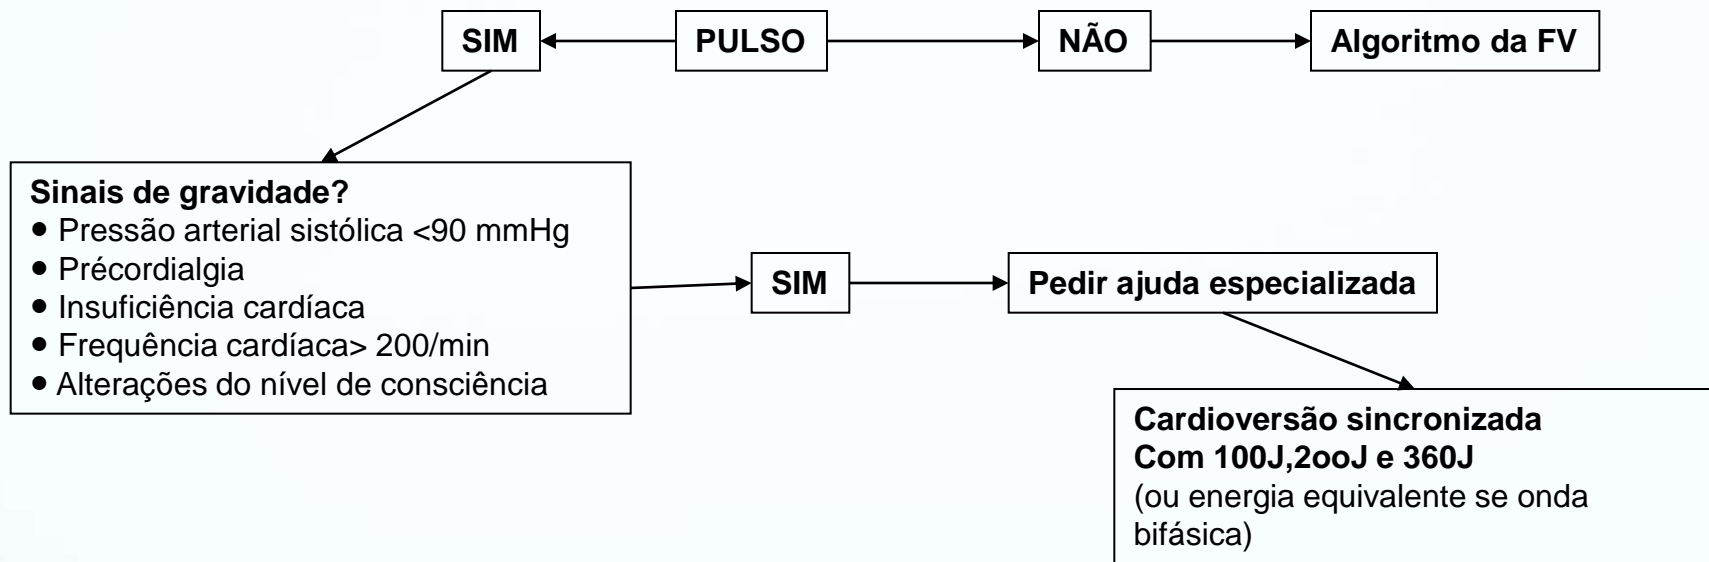 SIM
PULSO
NÃO
Algoritmo da FV
Sinais de gravidade?
● Pressão arterial sistólica <90 mmHg
● Précordialgia
● Insuficiência cardíaca
● Frequência cardíaca> 200/min
● Alterações do nível de consciência
SIM
Pedir ajuda especializada
Cardioversão sincronizada
Com 100J,2ooJ e 360J
(ou energia equivalente se onda
bifásica)